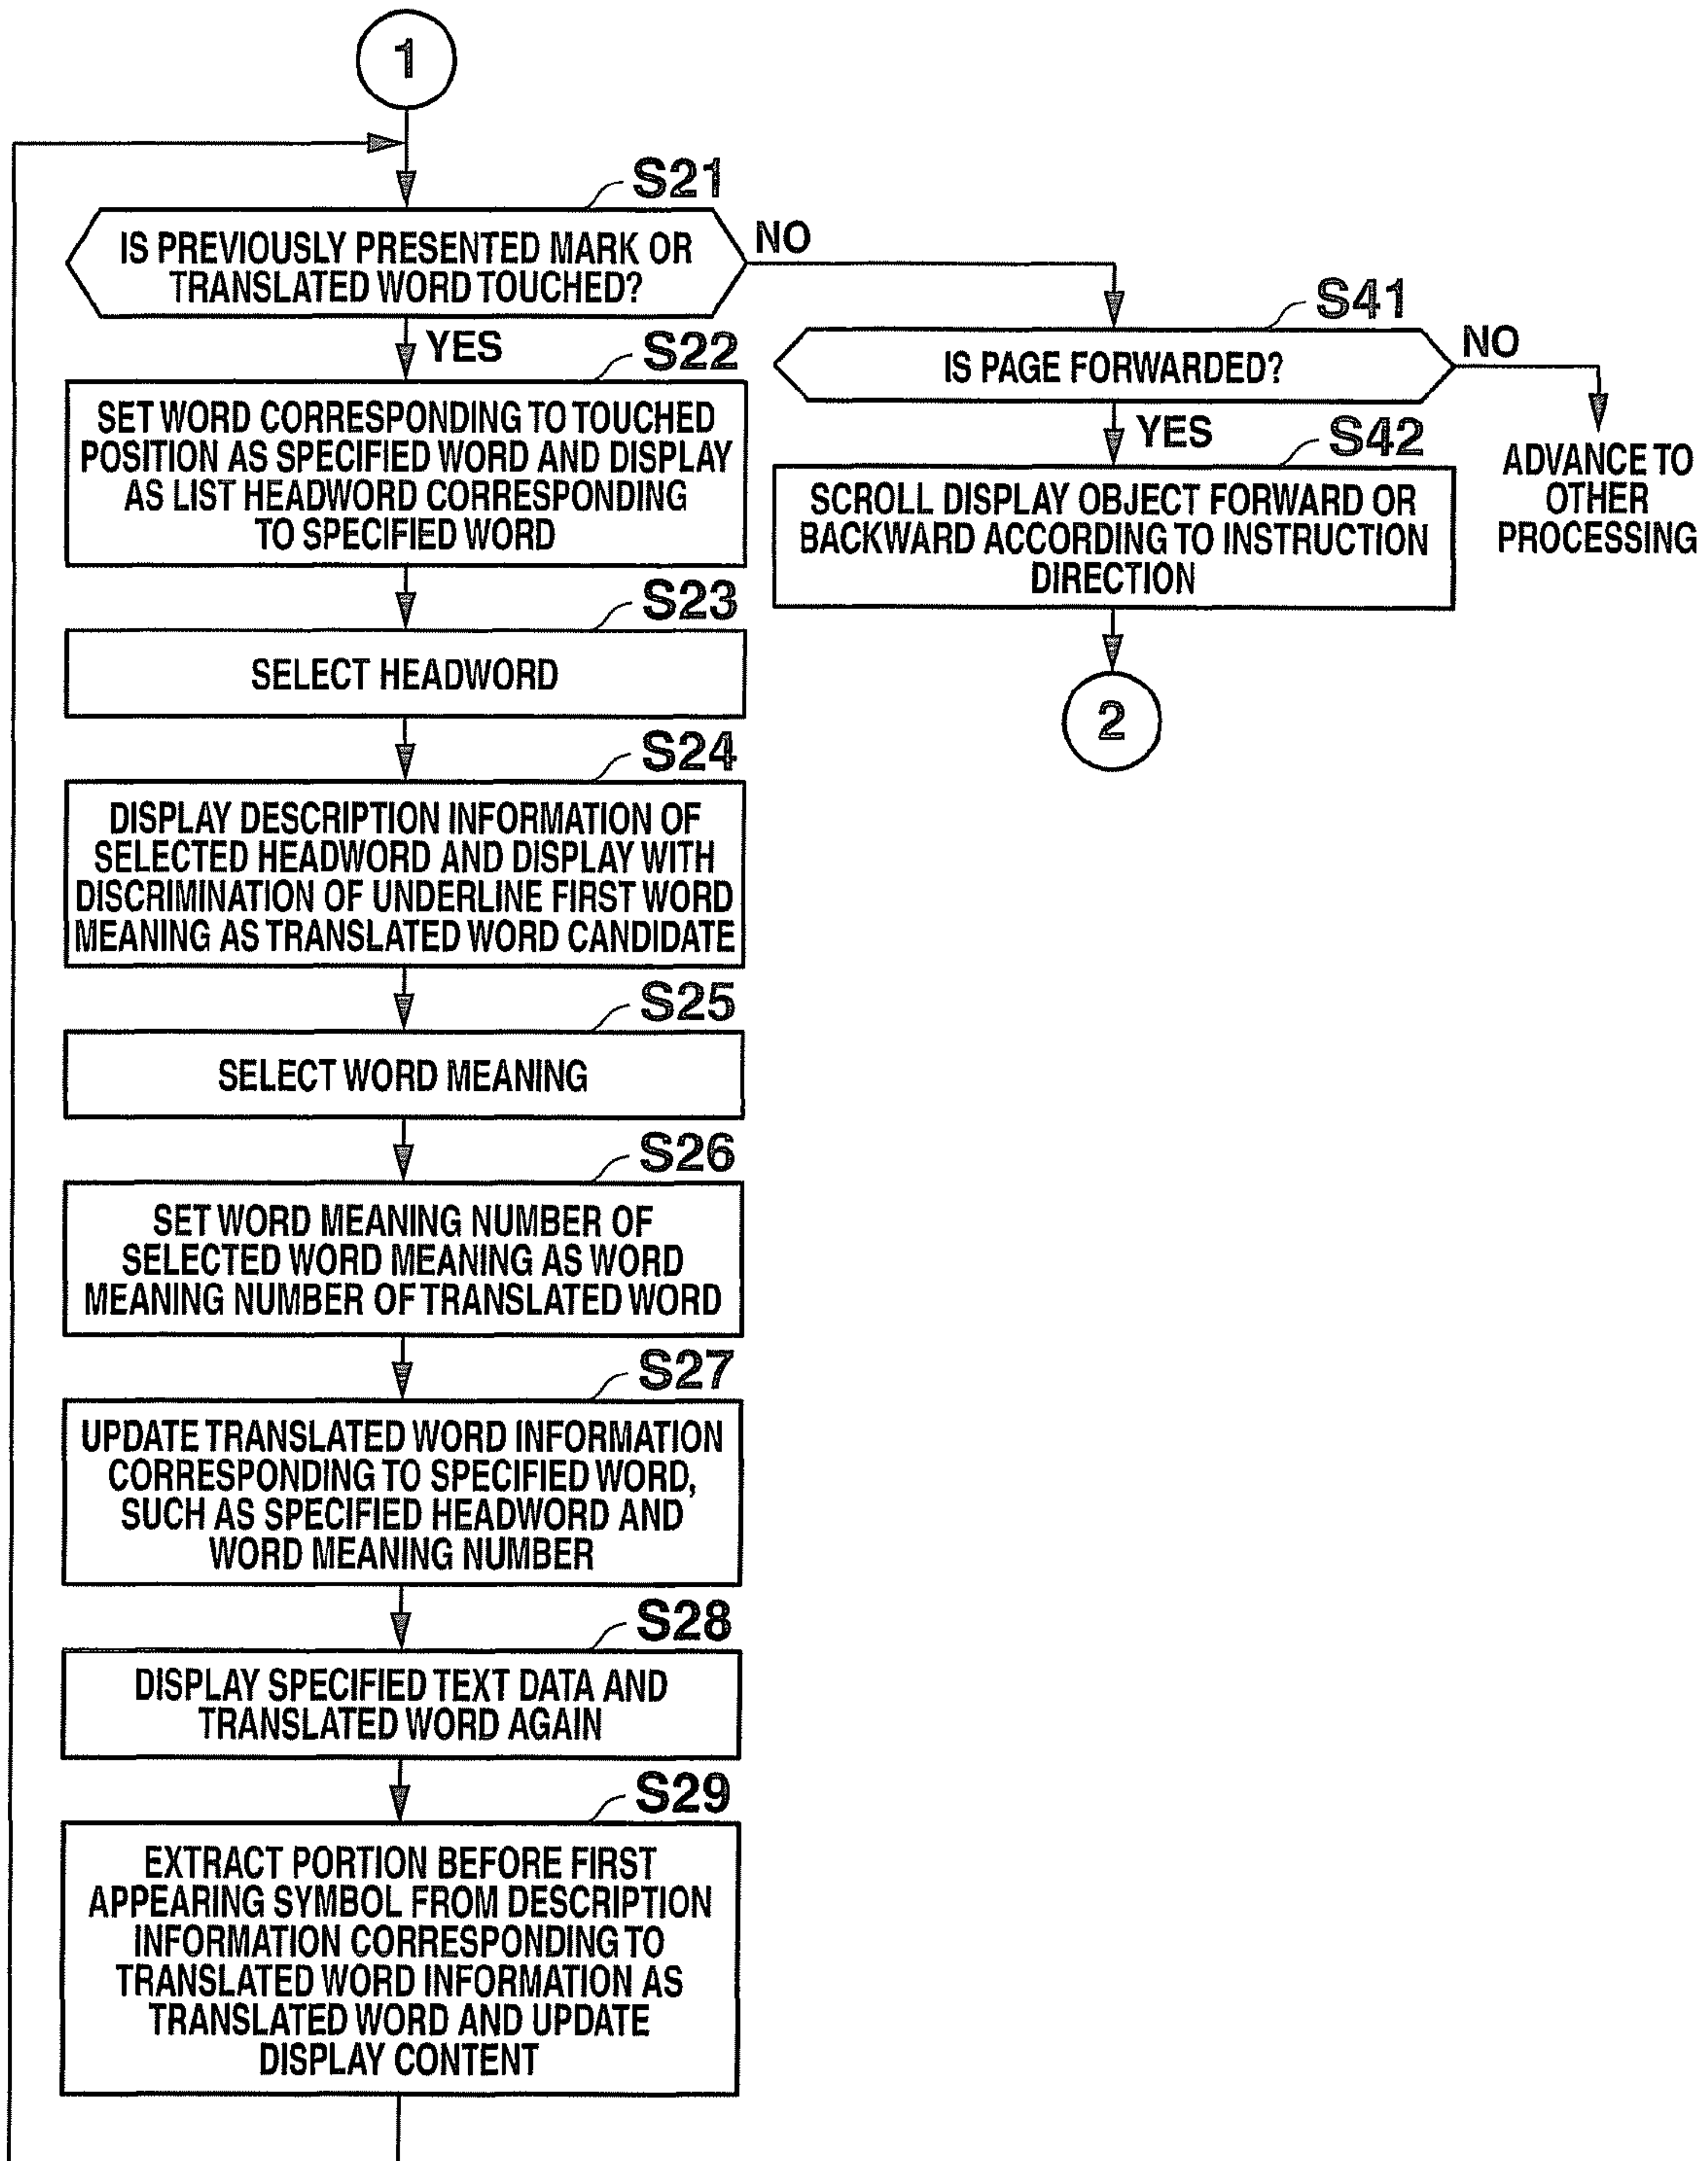 1
S21
IS PREVIOUSLY PRESENTED MARK OR
TRANSLATED WORD TOUCHED?
NO
YES
S22
SET WORD CORRESPONDING TO TOUCHED
POSITION AS SPECIFIED WORD AND DISPLAY
AS LIST HEADWORD CORRESPONDING
TO SPECIFIED WORD
S23
SELECT HEADWORD
S24
DISPLAY DESCRIPTION INFORMATION OF
SELECTED HEADWORD AND DISPLAY WITH
DISCRIMINATION OF UNDERLINE FIRST WORD
MEANING AS TRANSLATED WORD CANDIDATE
S25
SELECT WORD MEANING
S26
SET WORD MEANING NUMBER OF
SELECTED WORD MEANING AS WORD
MEANING NUMBER OF TRANSLATED WORD
S27
UPDATE TRANSLATED WORD INFORMATION
CORRESPONDING TO SPECIFIED WORD,
SUCH AS SPECIFIED HEADWORD AND
WORD MEANING NUMBER
S28
DISPLAY SPECIFIED TEXT DATA AND
TRANSLATED WORD AGAIN
S29
EXTRACT PORTION BEFORE FIRST
APPEARING SYMBOL FROM DESCRIPTION
INFORMATION CORRESPONDING TO
TRANSLATED WORD INFORMATION AS
TRANSLATED WORD AND UPDATE
DISPLAY CONTENT
S41
IS PAGE FORWARDED?
NO
YES
ADVANCE TO
OTHER
PROCESSING
S42
SCROLL DISPLAY OBJECT FORWARD OR
BACKWARD ACCORDING TO INSTRUCTION
DIRECTION
2